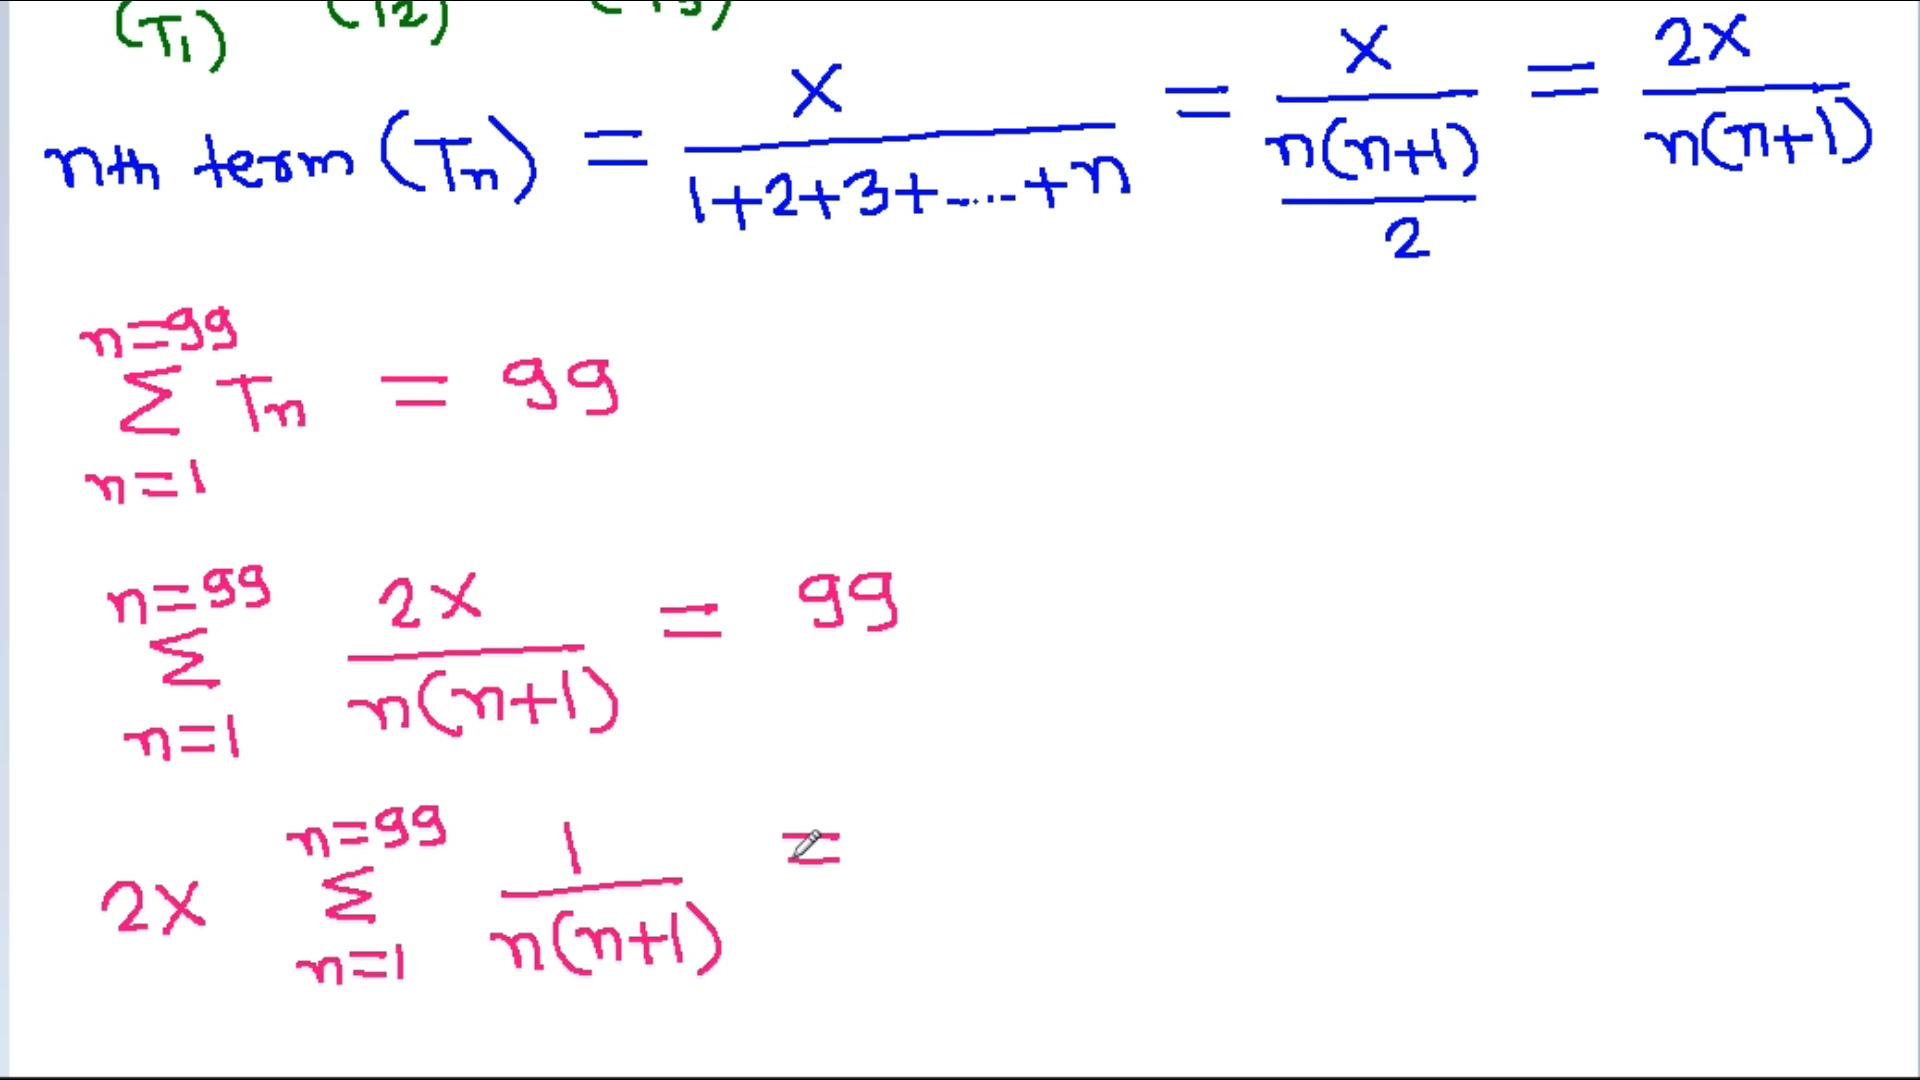 (T1) (T2) (T3)
nth term (Tn) = x / (1+2+3+.....+n) = x / (n(n+1)/2) = 2x / n(n+1)
n=99
Σ Tn = 99
n=1
n=99
Σ 2x / n(n+1) = 99
n=1
n=99
2x Σ 1 / n(n+1) =
n=1